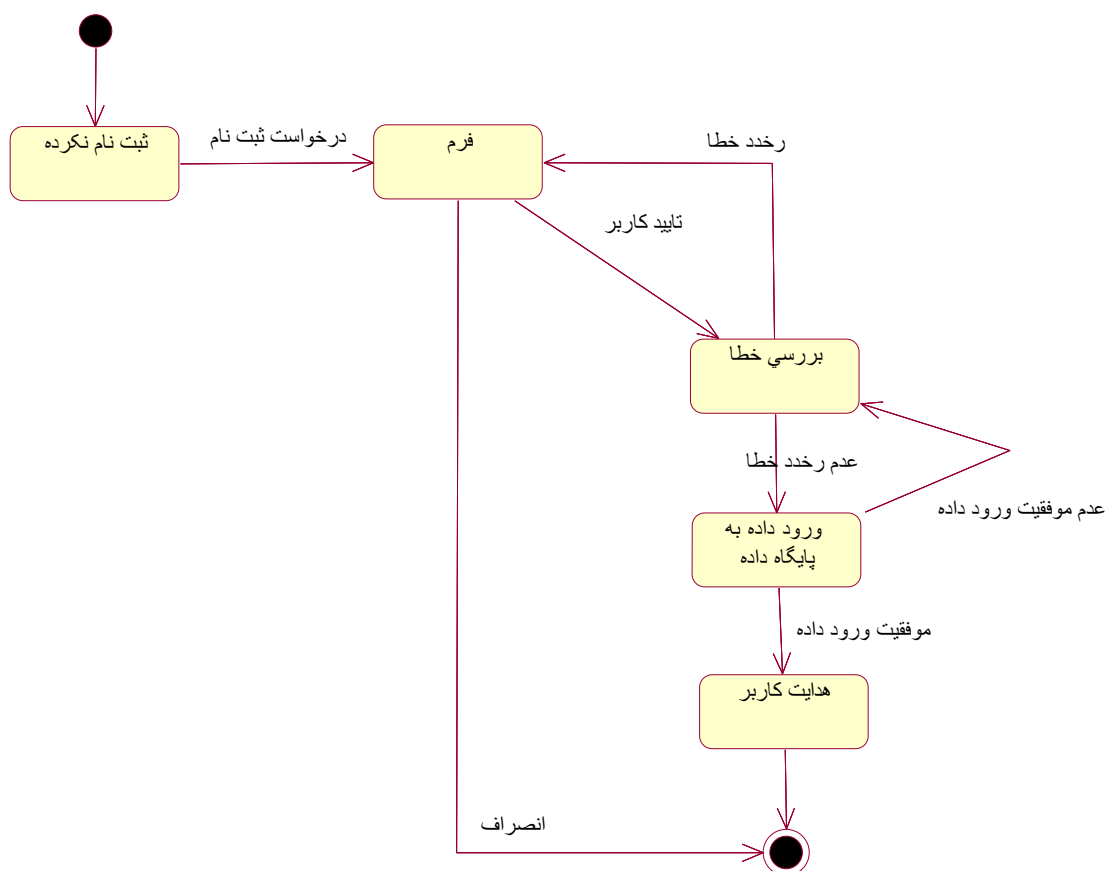 ثبت نام نکرده
درخواست ثبت نام
فرم
رخدد خطا
تاييد کاربر
بررسي خطا
عدم رخدد خطا
عدم موفقيت ورود داده
ورود داده به
پايگاه داده
موفقيت ورود داده
هدايت کاربر
انصراف